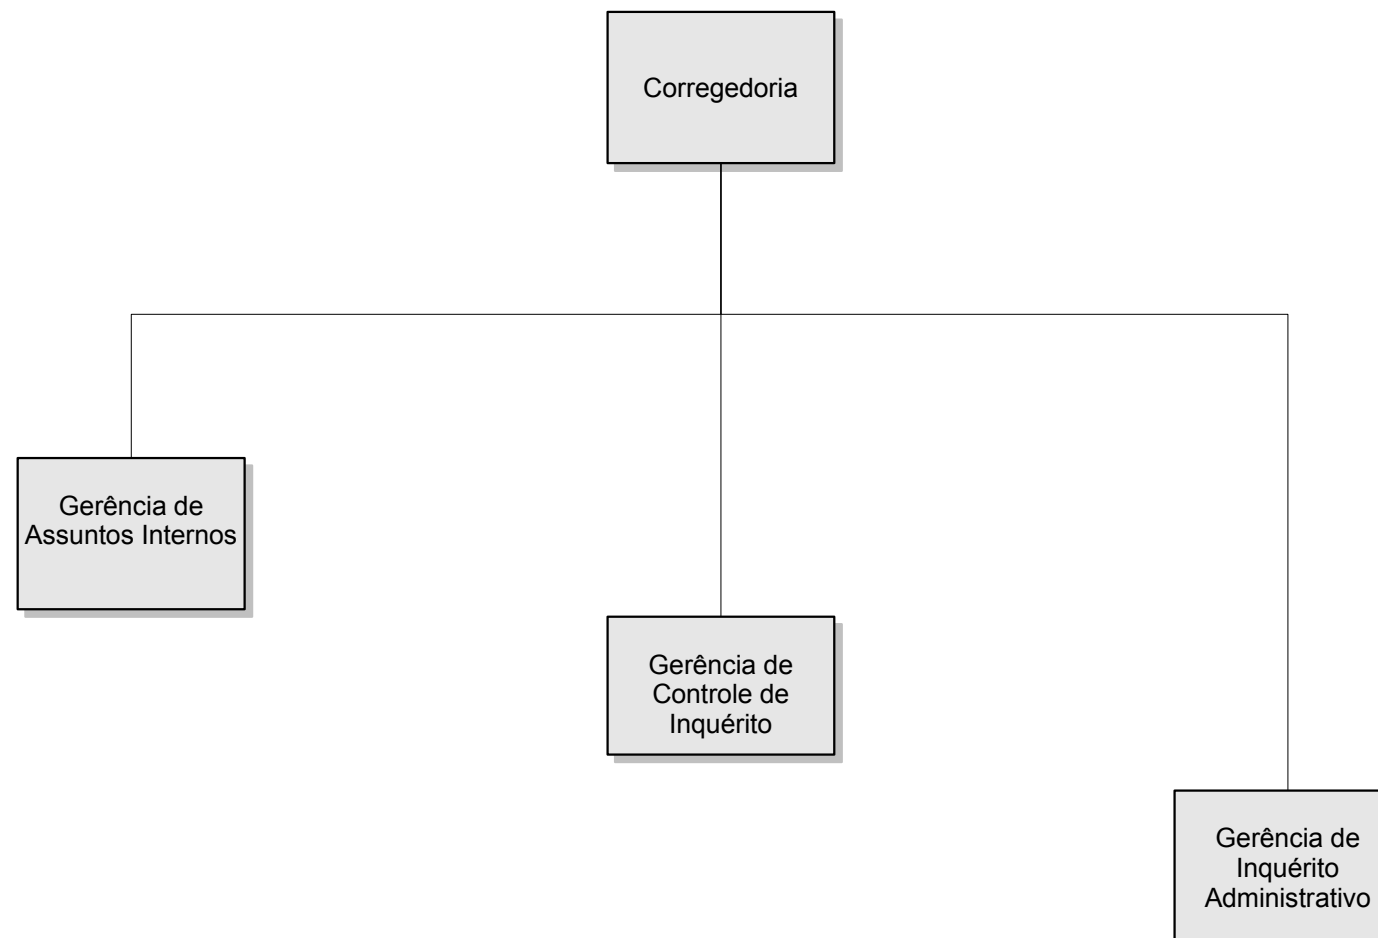 Corregedoria
Gerência de
Assuntos Internos
Gerência de
Controle de
Inquérito
Gerência de
Inquérito
Administrativo